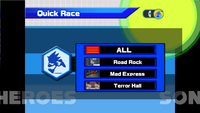 Quick Race
ALL
Road Rock
Mad Express
Terror Hall
HEROES
SON